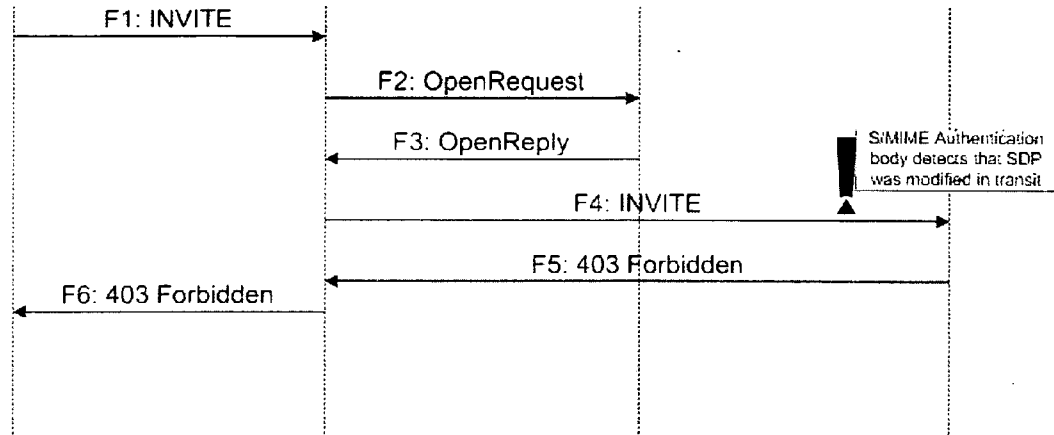 F1: INVITE
F2: OpenRequest
F3: OpenReply
S/MIME Authentication
body detects that SDP
was modified in transit
F4: INVITE
F5: 403 Forbidden
F6: 403 Forbidden